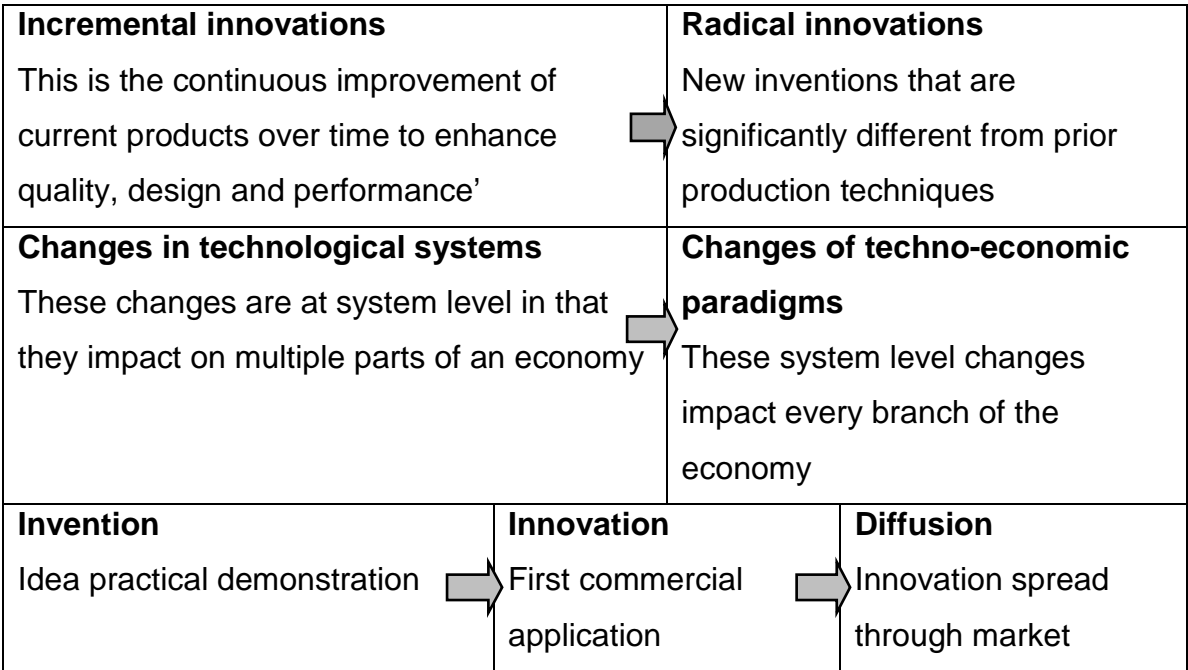 Incremental innovations
This is the continuous improvement of
current products over time to enhance
quality, design and performance’
Radical innovations
New inventions that are
significantly different from prior
production techniques
Changes in technological systems
These changes are at system level in that
they impact on multiple parts of an economy
Changes of techno-economic
paradigms
These system level changes
impact every branch of the
economy
Invention
Idea practical demonstration
Innovation
First commercial
application
Diffusion
Innovation spread
through market